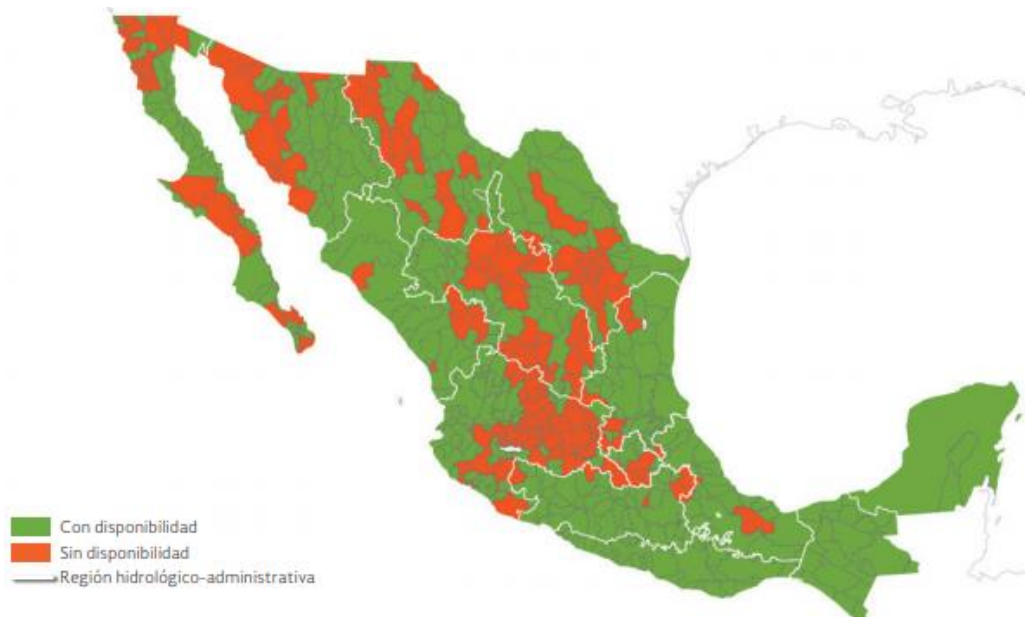 Con disponibilidad
Sin disponibilidad
Región hidrológico-administrativa